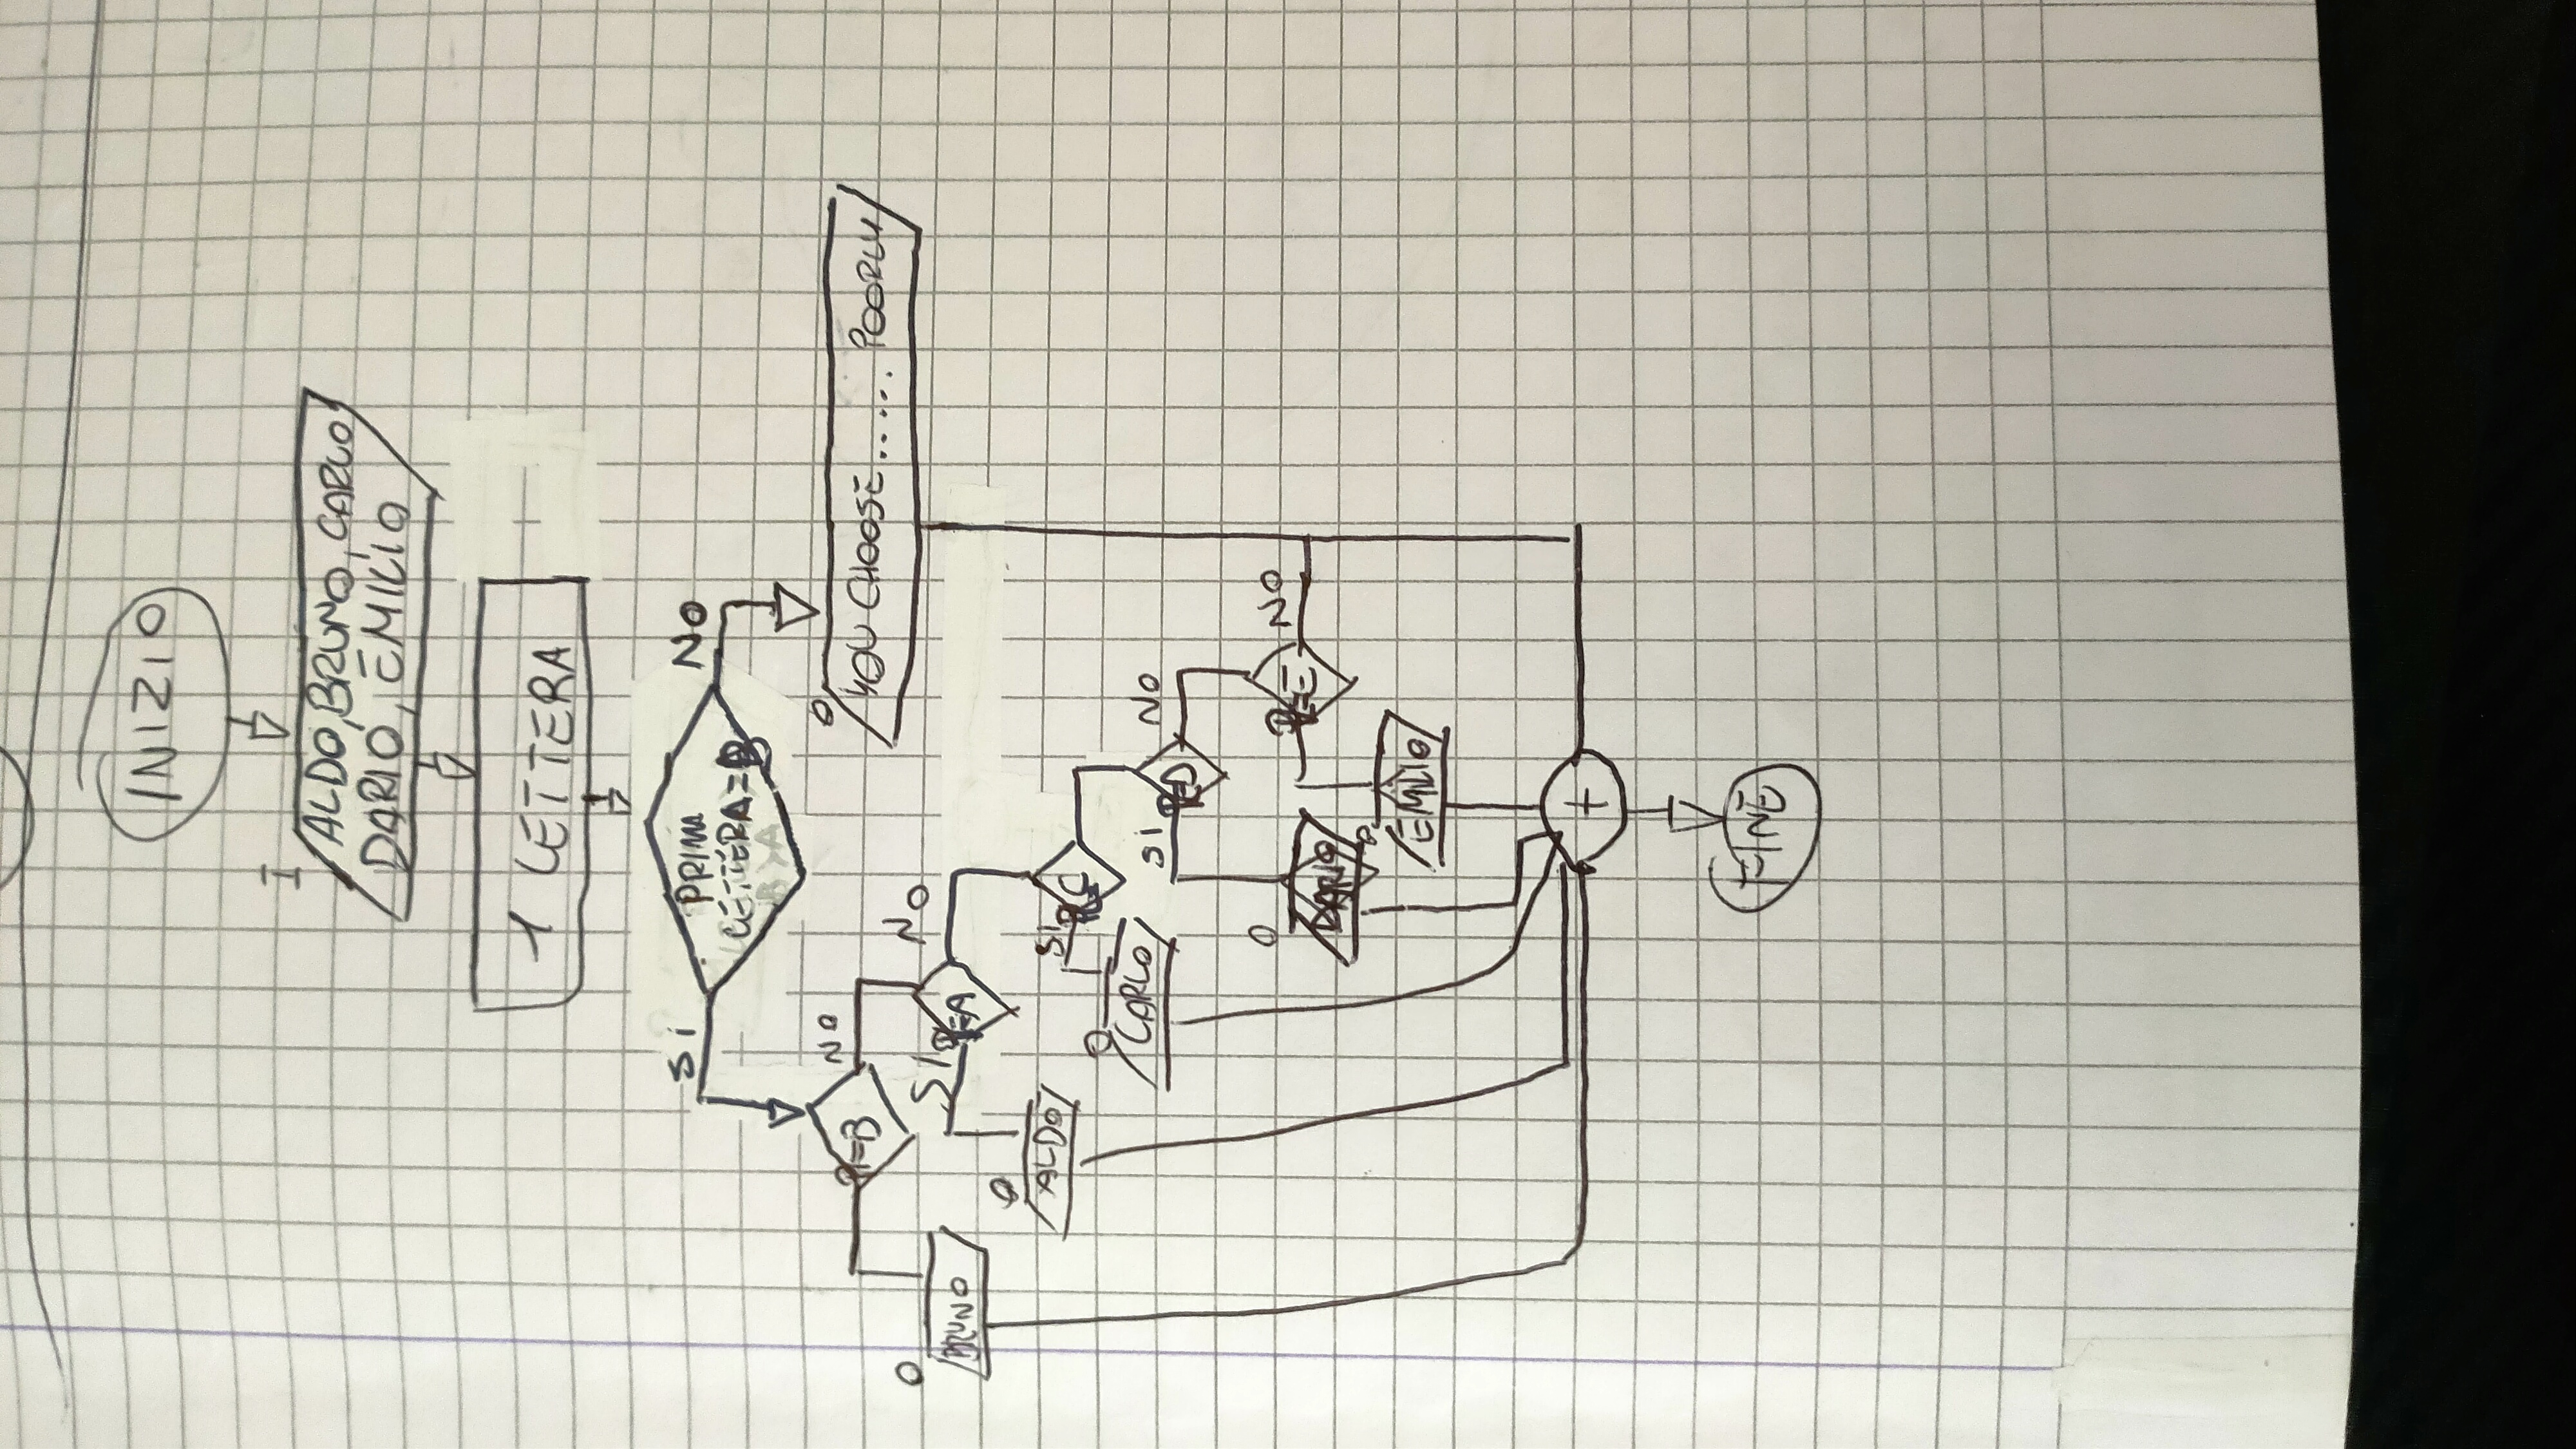 INIZIO
I
ALDO, BRUNO, CARLO,
DARIO, EMILIO
1 LETTERA
PRIMA
LETTERA=B
SI
NO
O
YOU CHOOSE...... POORLY
=B
NO
O
BRUNO
=A
SI
NO
O
ALDO
C
SI
O
CARLO
=D
SI
NO
O
DARIO
=E
NO
O
EMILIO
+
FINE